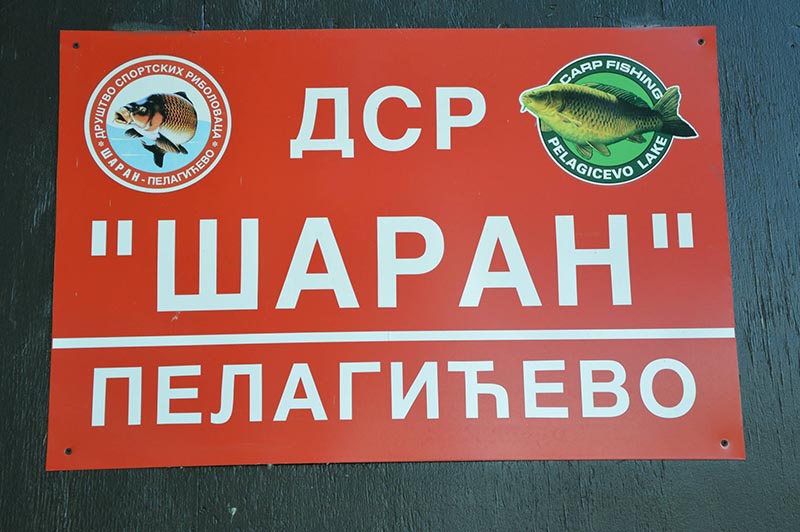 ДРУШТВО СПОРТСКИХ РИБОЛОВАЦА
* ШАРАН - ПЕЛАГИЋЕВО *
ДСР
CARP FISHING
PELAGICEVO LAKE
"ШАРАН"
ПЕЛАГИЋЕВО